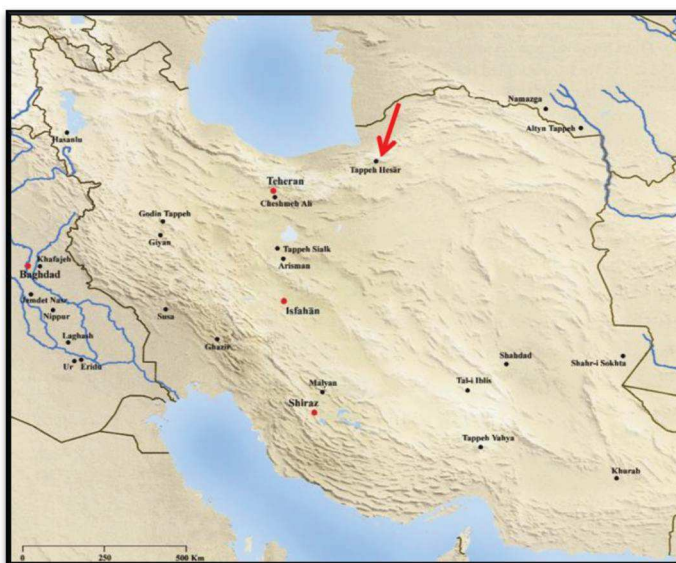 Namazga
Altyn Tappeh
Hasanlu
Tappeh Hesār
Teheran
Cheshmeh Ali
Godin Tappeh
Giyan
Tappeh Sialk
Arisman
Khafajeh
Baghdad
Jemdet Nasr
Nippur
Isfahān
Susa
Laghash
Ghazir
Ur
Eridu
Shahdad
Shahr-i Sokhta
Malyan
Tal-i Iblis
Shiraz
Tappeh Yahya
Khurab
0
250
500 Km